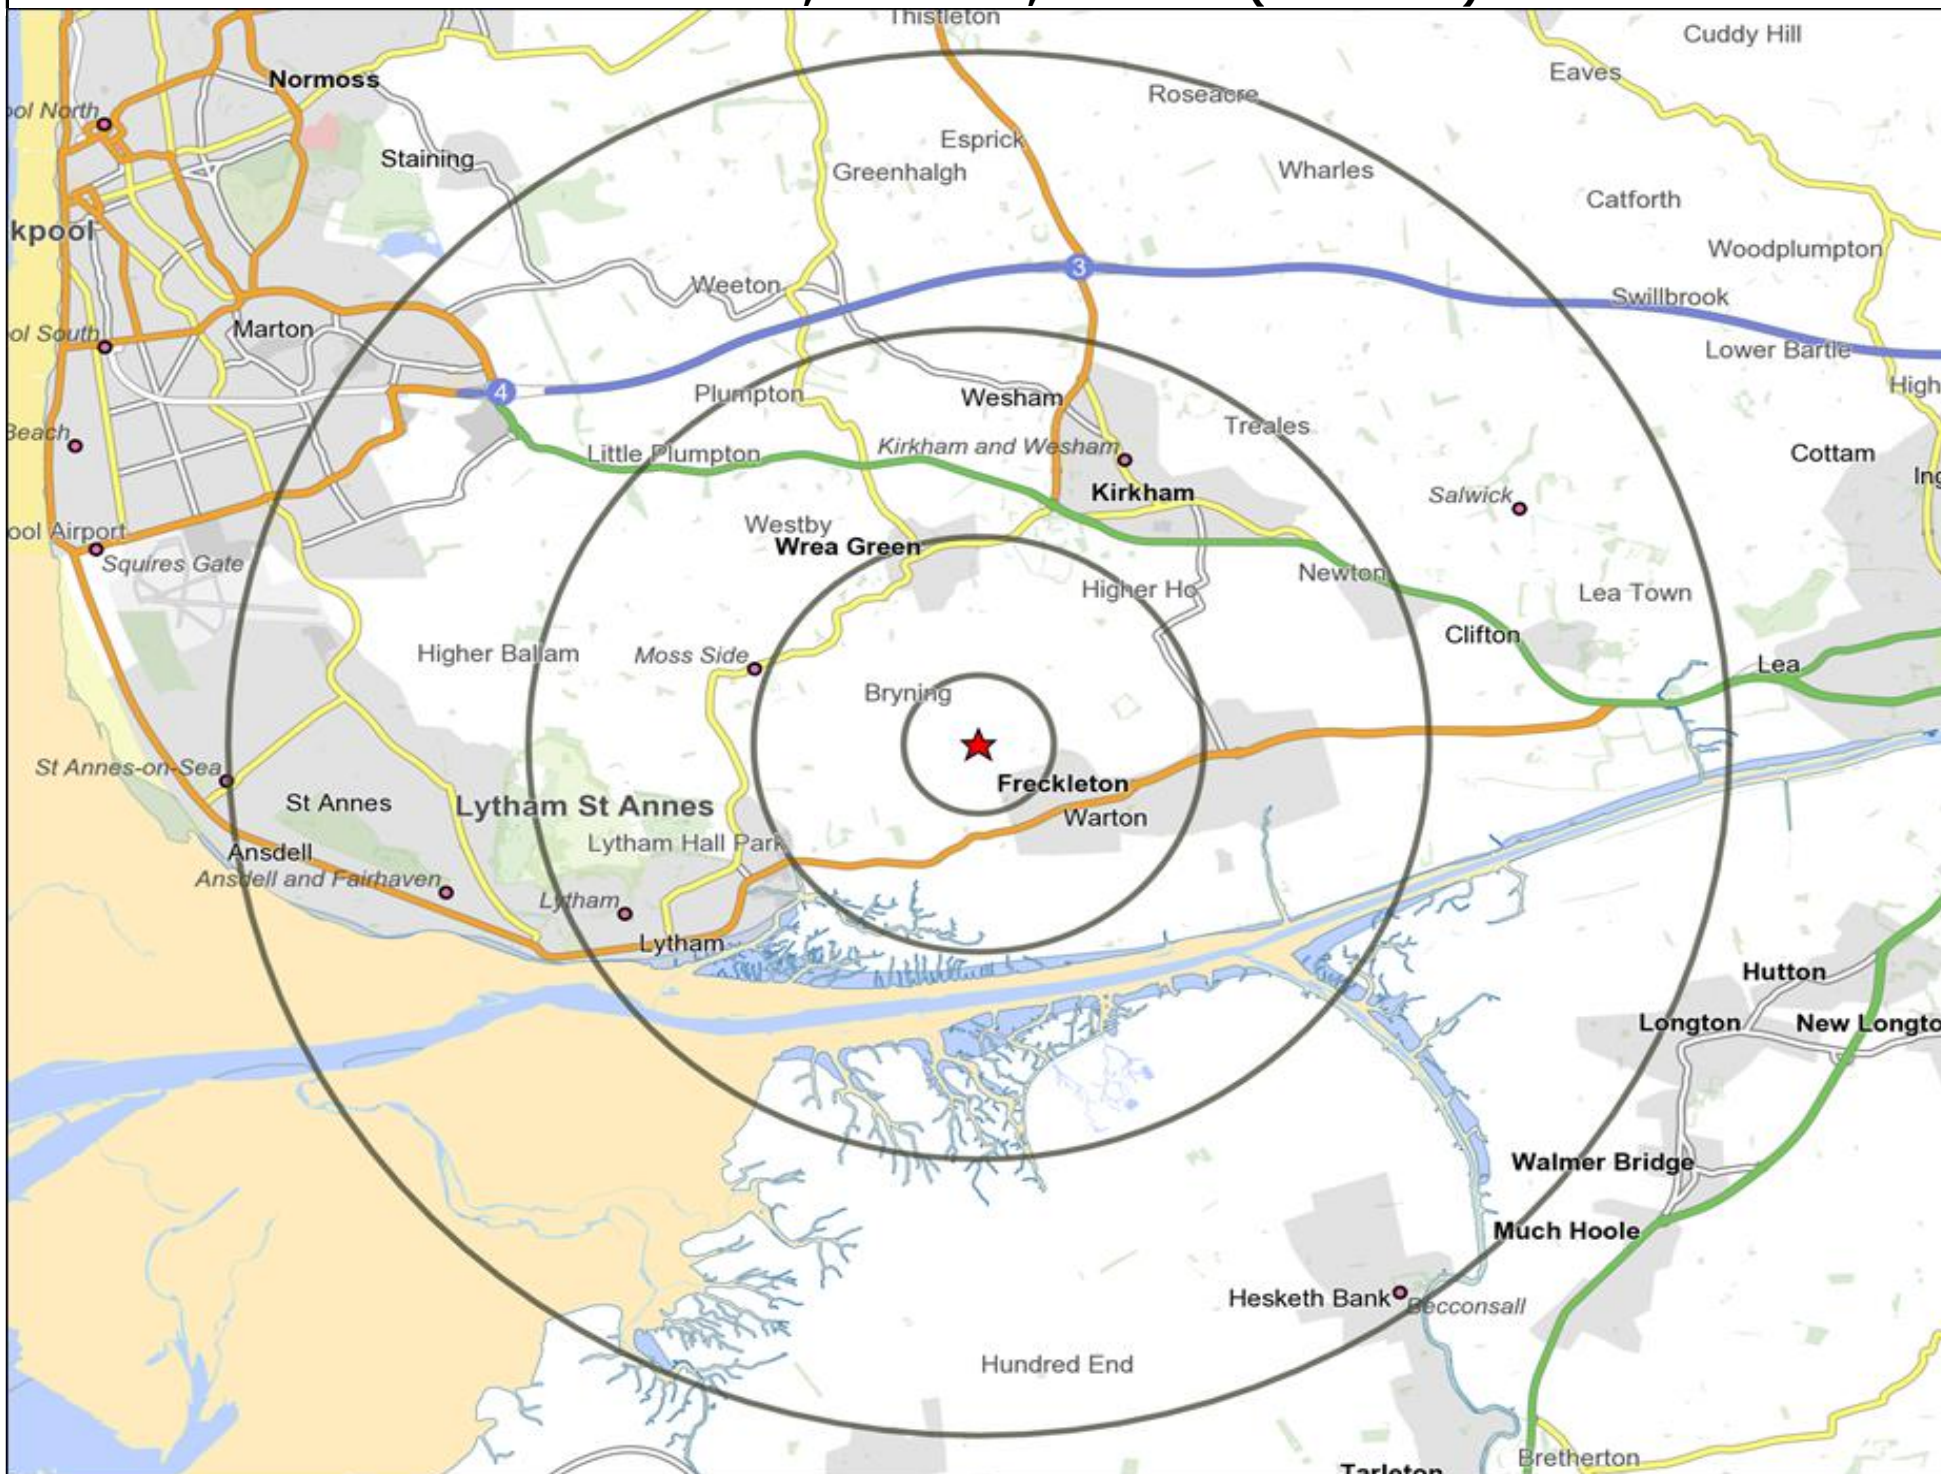 Thistleton
Cuddy Hill
Eaves
Normoss
Roseacre
ool North
Esprick
Staining
Greenhalgh
Wharles
Catforth
kpool
Woodplumpton
3
Weeton
Swillbrook
ool South
Marton
Lower Bartle
4
Plumpton
Wesham
High
Treales
Beach
Little Plumpton
Kirkham and Wesham
Cottam
Ing
Kirkham
Salwick
ool Airport
Westby
Wrea Green
Squires Gate
Newton
Higher Ho
Lea Town
Clifton
Higher Ballam
Moss Side
Lea
Bryning
St Annes-on-Sea
Freckleton
St Annes
Lytham St Annes
Warton
Lytham Hall Park
Ansdell
Ansdell and Fairhaven
Lytham
Lytham
Hutton
Longton
New Longto
Walmer Bridge
Much Hoole
Hesketh Bank
Becconsall
Hundred End
Bretherton
Tarleton